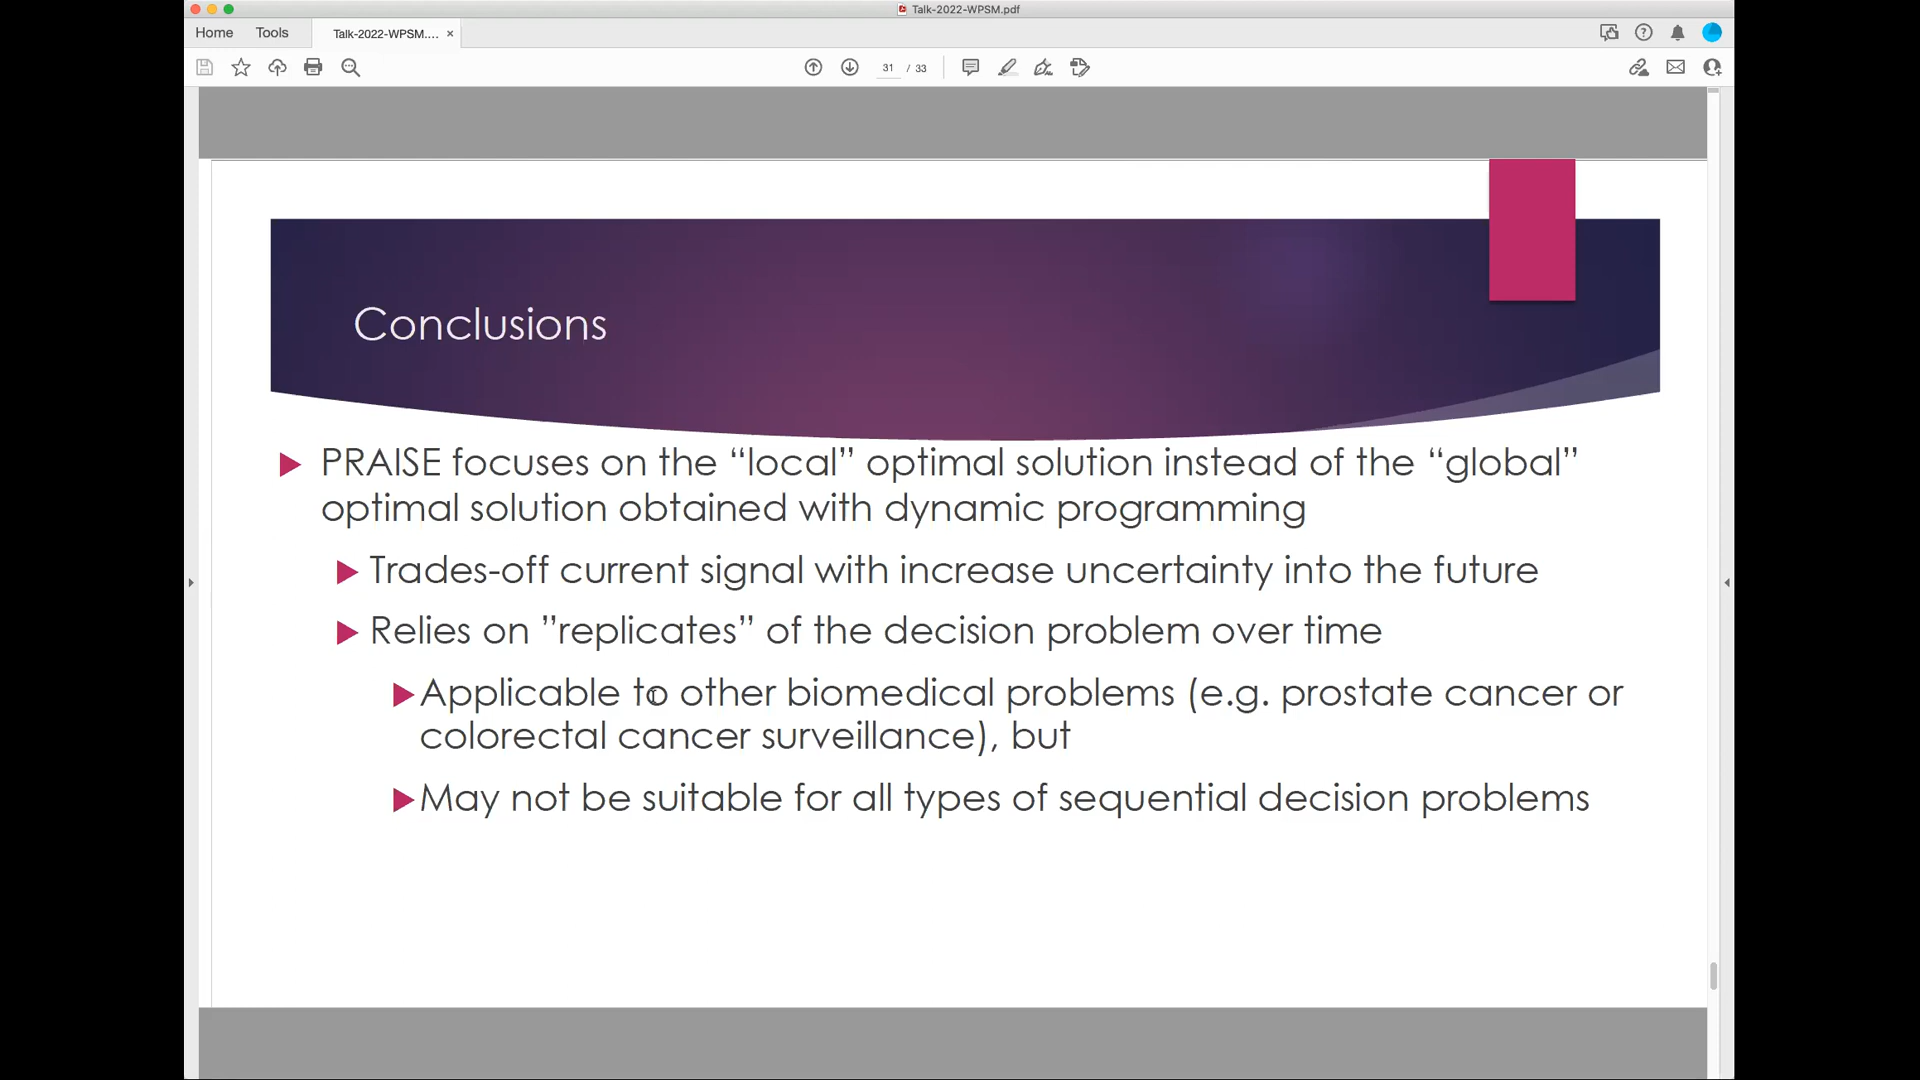 Talk-2022-WPSM.pdf
Home Tools Talk-2022-WPSM.... ×
31 / 33
Conclusions
PRAISE focuses on the “local” optimal solution instead of the “global”
optimal solution obtained with dynamic programming
Trades-off current signal with increase uncertainty into the future
Relies on ”replicates” of the decision problem over time
Applicable to other biomedical problems (e.g. prostate cancer or
colorectal cancer surveillance), but
May not be suitable for all types of sequential decision problems